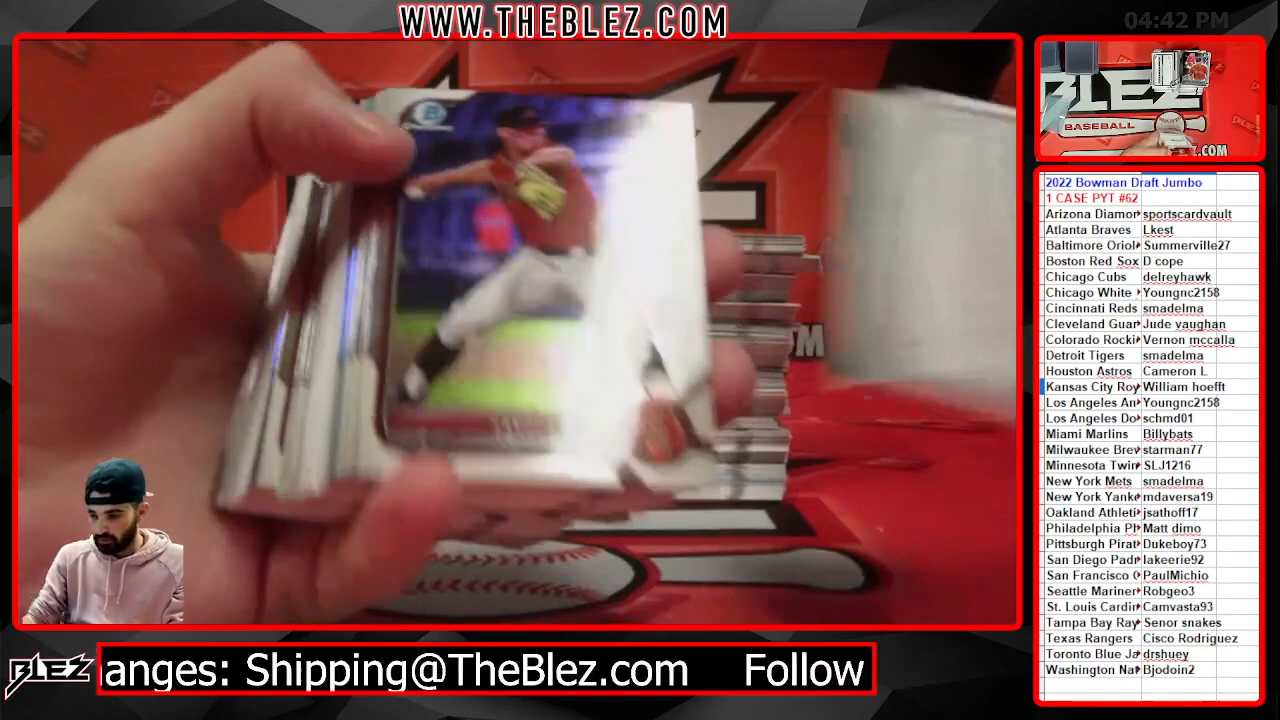 WWW.THEBLEZ.COM
04:42 PM
BLEZ
BASEBALL
.COM
2022 Bowman Draft Jumbo
1 CASE PYT #62
Arizona Diamon sportscardvault
Atlanta Braves Lkest
Baltimore Oriol Summerville27
Boston Red Sox D cope
Chicago Cubs delreyhawk
Chicago White Youngnc2158
Cincinnati Reds smadelma
Cleveland Guar Jude vaughan
Colorado Rocki Vernon mccalla
Detroit Tigers smadelma
Houston Astros Cameron L
Kansas City Roy William hoefft
Los Angeles An Youngnc2158
Los Angeles Do schmd01
Miami Marlins Billybats
Milwaukee Brew starman77
Minnesota Twin SLJ1216
New York Mets smadelma
New York Yanke mdaversa19
Oakland Athleti jsathoff17
Philadelphia Ph Matt dimo
Pittsburgh Pirat Dukeboy73
San Diego Padr lakeerie92
San Francisco G PaulMichio
Seattle Mariner Robgeo3
St. Louis Cardin Camvasta93
Tampa Bay Ray Senor snakes
Texas Rangers Cisco Rodriguez
Toronto Blue Ja drshuey
Washington Nat Bjodoin2
BLEZ
anges: Shipping@TheBlez.com Follow